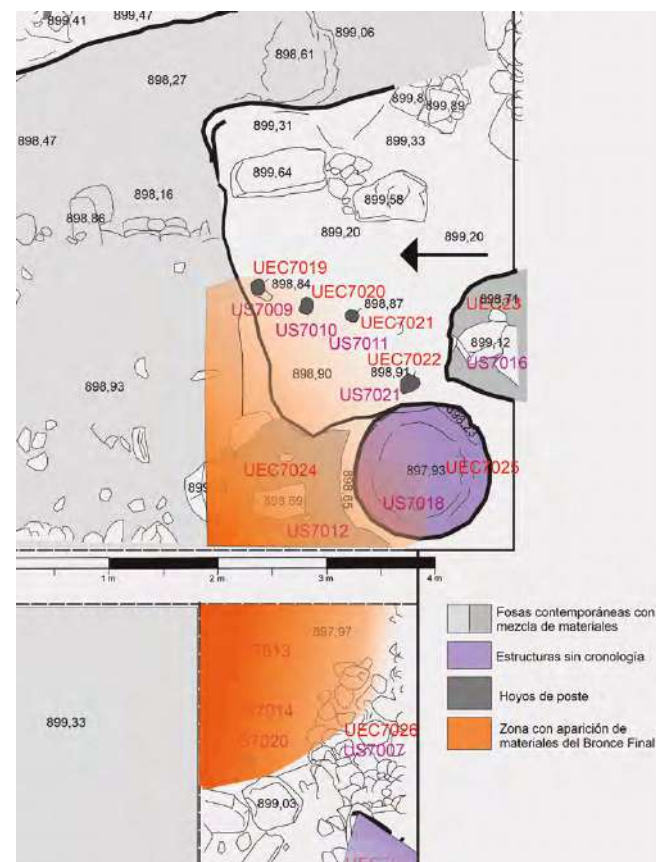 899,41
899,47
899,06
898,61
898,27
899,8
899,89
899,31
899,33
898,47
899,64
899,58
898,16
898,86
899,20
899,20
UEC7019
898,84
UEC7020
898,71
UEC23
US7009
898,87
US7010
UEC7021
US7011
899,12
UEC7022
US7016
898,90
898,91
898,93
US7021
897,93
UEC7025
UEC7024
898,65
US7018
US7012
1 m
2 m
3 m
4 m
Fosas contemporáneas con
mezcla de materiales
Estructuras sin cronología
Hoyos de poste
Zona con aparición de
materiales del Bronce Final
897,97
7014
7020
899,33
UEC7026
US7007
899,03